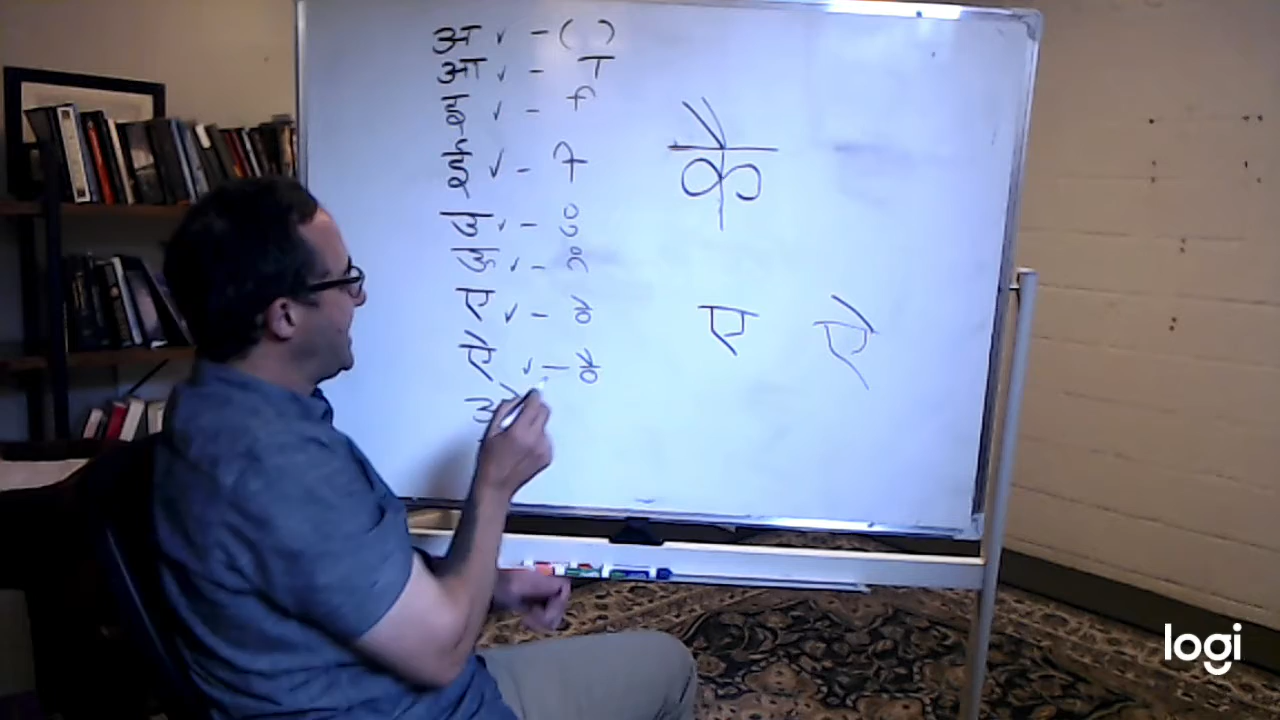 अ ✓ - ( )
आ ✓ - ा
इ ✓ -
ई ✓ -
उ ✓ - ु
ऊ ✓ - ू
ए ✓ - े
ऐ ✓ - ै
कै
ए ऐ
logi